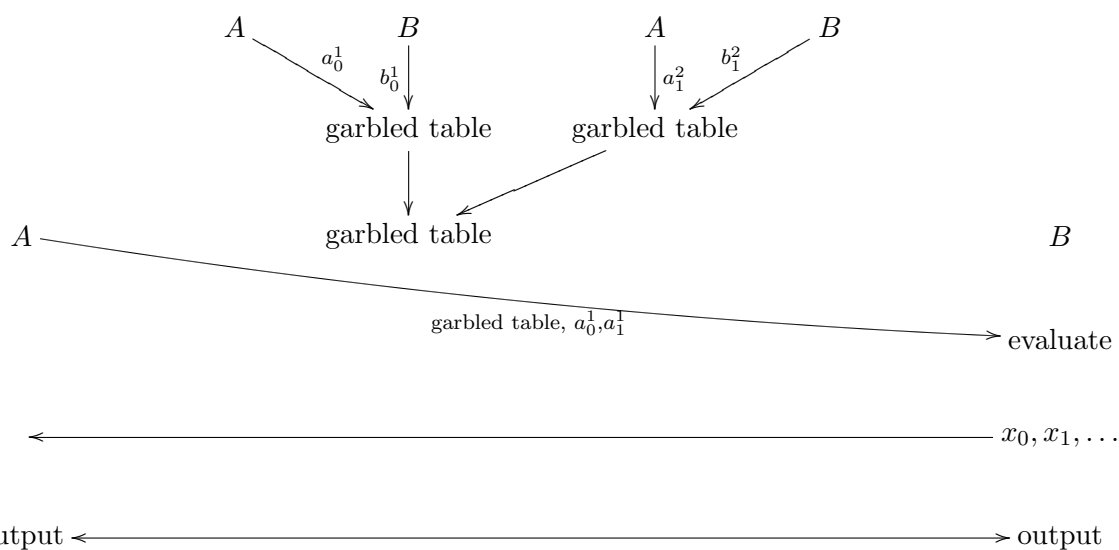 A B A B
a_0^1 b_0^1 a_1^2 b_1^2
garbled table garbled table
garbled table
A B
garbled table, a_0^1,a_1^1
evaluate
x_0, x_1, ...
utput output